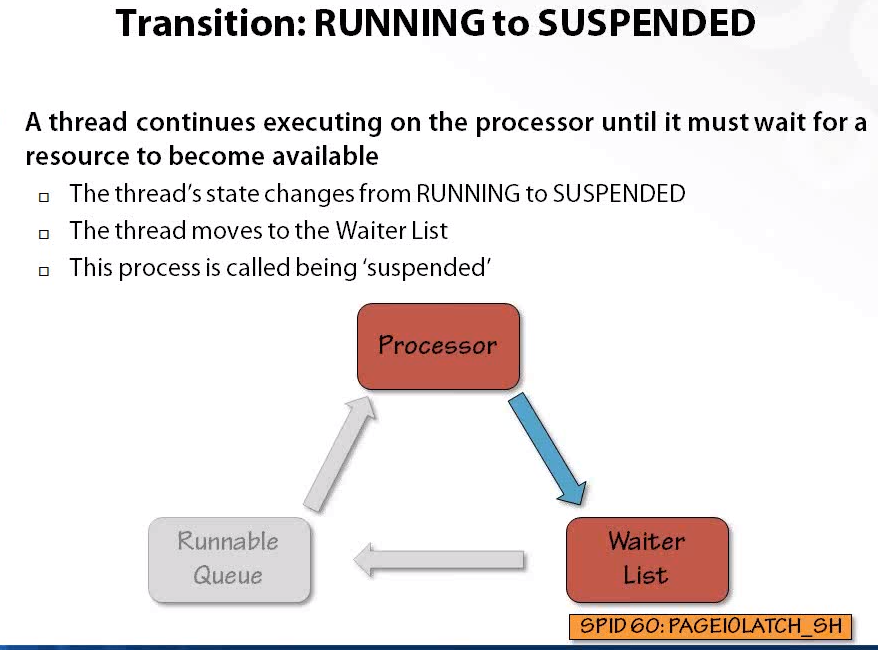 Transition: RUNNING to SUSPENDED
A thread continues executing on the processor until it must wait for a
resource to become available
The thread's state changes from RUNNING to SUSPENDED
The thread moves to the Waiter List
This process is called being 'suspended'
Processor
Runnable
Queue
Waiter
List
SPID 60: PAGEIOLATCH_SH